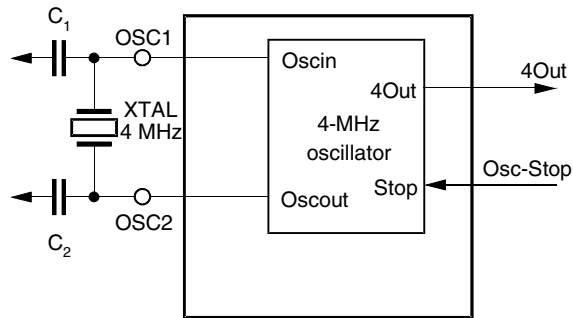 C1
OSC1
XTAL
4 MHz
OSC2
C2
Oscin
4Out
4-MHz
oscillator
Stop
Oscout
4Out
Osc-Stop